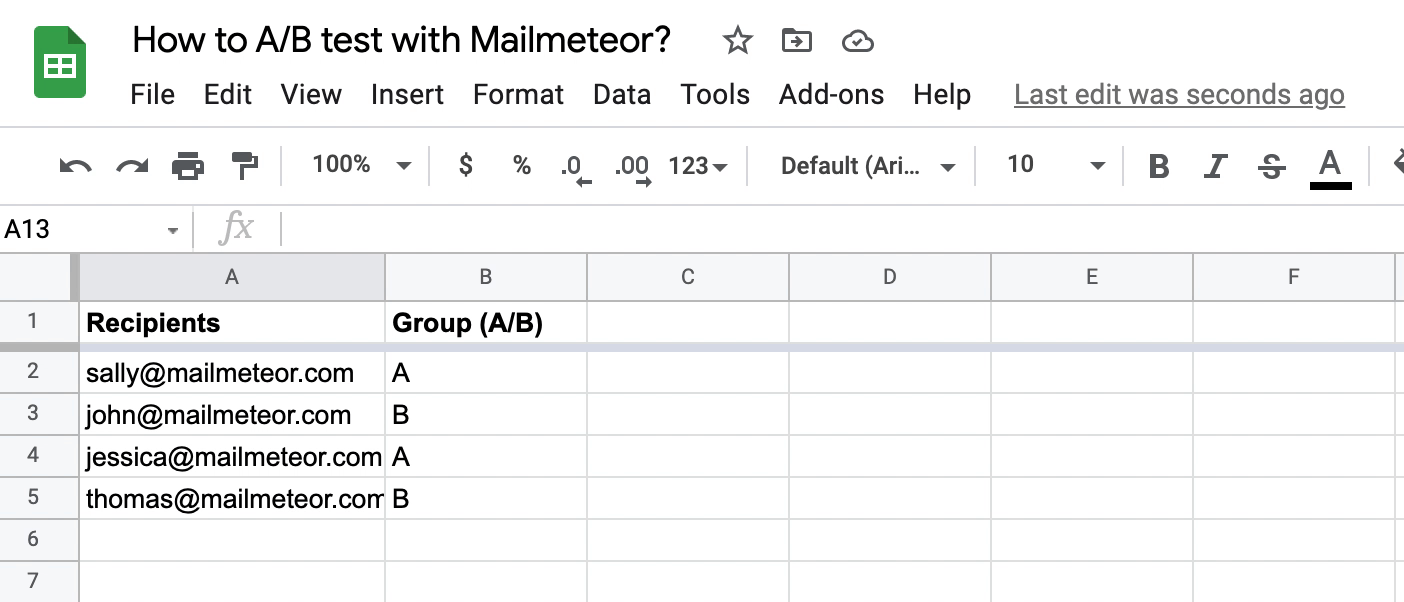 How to A/B test with Mailmeteor?
File Edit View Insert Format Data Tools Add-ons Help Last edit was seconds ago
100% $ % .0 .00 123 Default (Ari... 10 B I S A
A13 fx
A B C D E F
1 Recipients Group (A/B)
2 sally@mailmeteor.com A
3 john@mailmeteor.com B
4 jessica@mailmeteor.com A
5 thomas@mailmeteor.com B
6
7